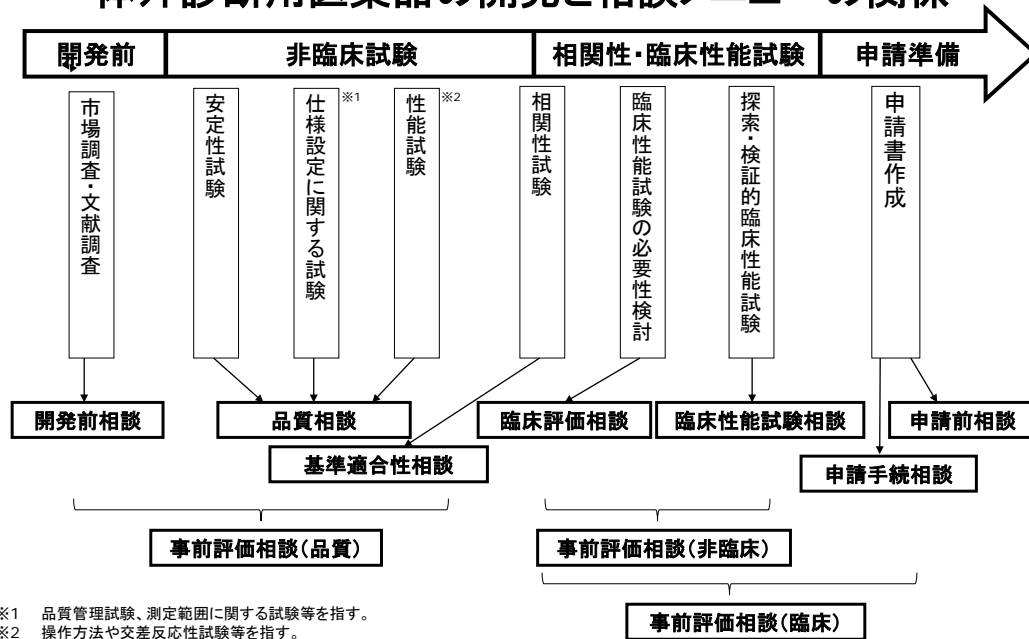 体外診断用医薬品の開発と相談メニューの関係
開発前
非臨床試験
相関性・臨床性能試験
申請準備
市場調査・文献調査
安定性試験
仕様設定に関する試験
※1
性能試験
※2
相関性試験
臨床性能試験の必要性検討
探索・検証的臨床性能試験
申請書作成
開発前相談
品質相談
臨床評価相談
臨床性能試験相談
申請前相談
基準適合性相談
申請手続相談
事前評価相談(品質)
事前評価相談(非臨床)
事前評価相談(臨床)
※1 品質管理試験、測定範囲に関する試験等を指す。
※2 操作方法や交差反応性試験等を指す。